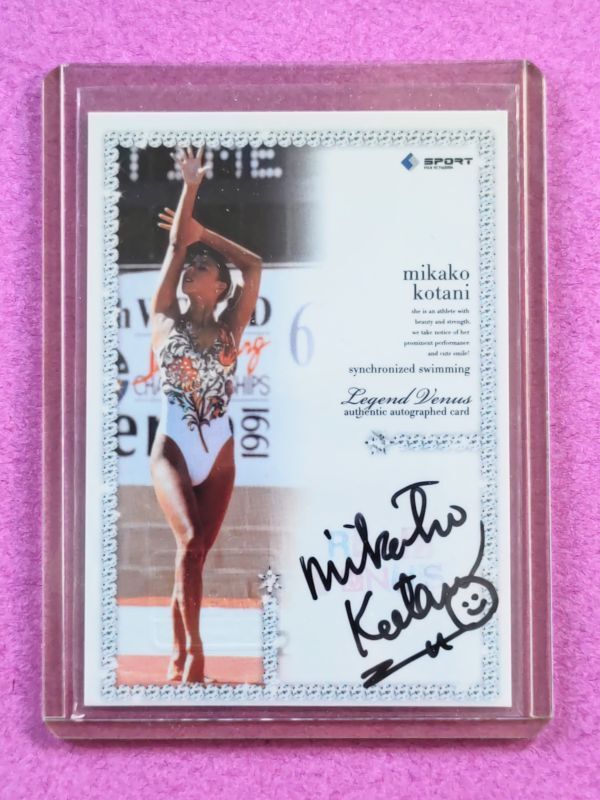 SPORT
mikako
kotani
she is an athlete with
beauty and strength,
we take notice of her
prominent performance
and cute smile!
synchronized swimming
Legend Venus
authentic autographed card
6
1991
mikako
Kotani